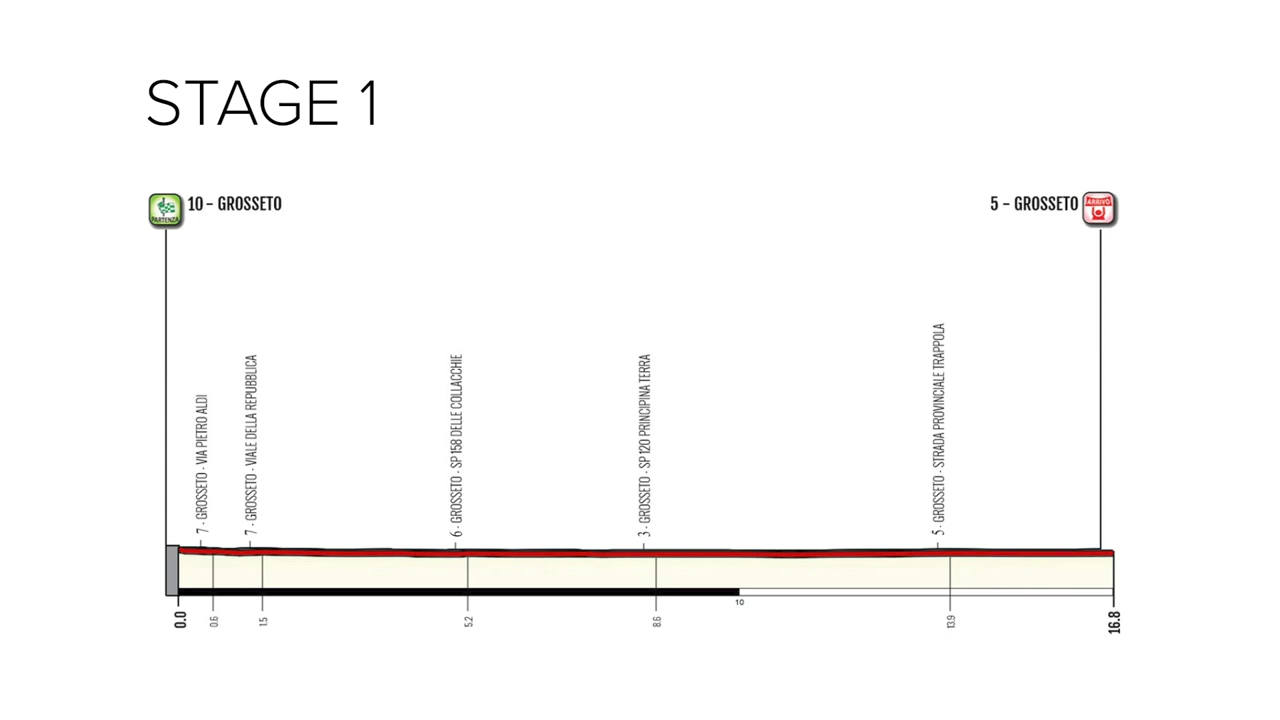 STAGE 1
PARTENZA
10 - GROSSETO
5 - GROSSETO
ARRIVO
7 - GROSSETO - VIA PIETRO ALDI
7 - GROSSETO - VIALE DELLA REPUBBLICA
6 - GROSSETO - SP158 DELLE COLLACCHIE
3 - GROSSETO - SP120 PRINCIPINA TERRA
5 - GROSSETO - STRADA PROVINCIALE TRAPPOLA
10
0.0
0.6
1.5
5.2
8.6
13.9
16.8